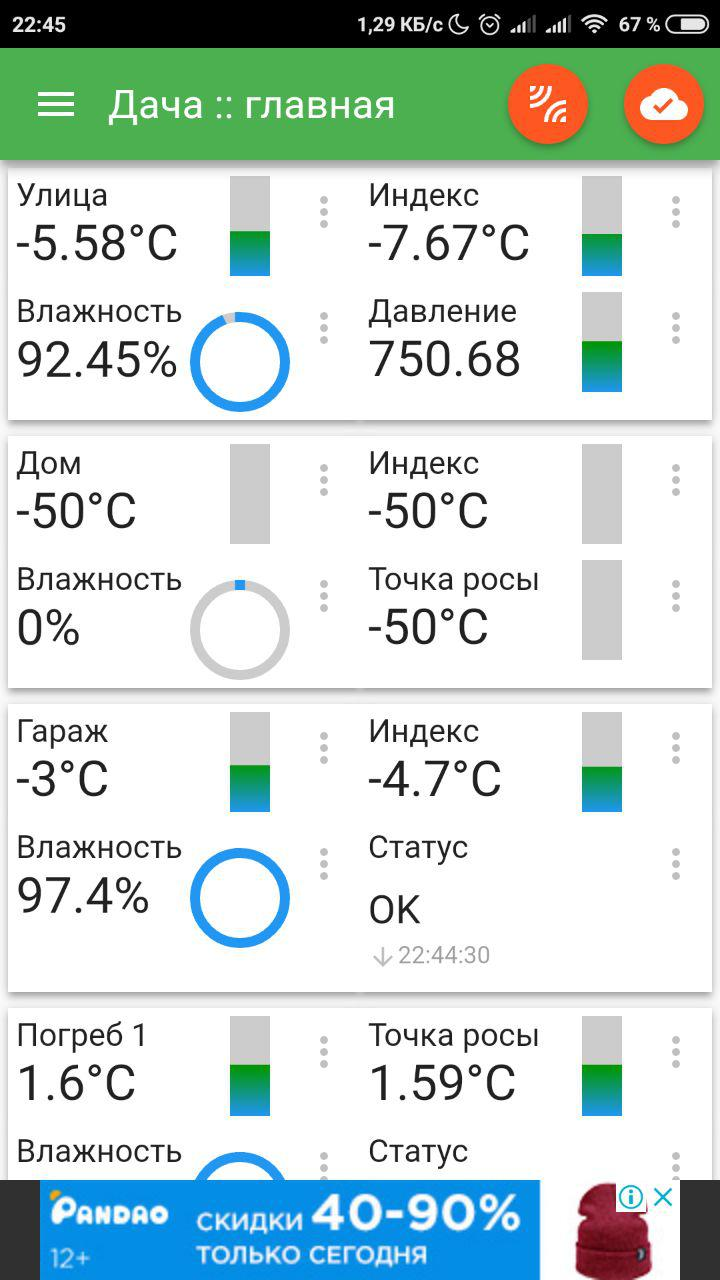 22:45 1,29 КБ/с 67 %
Дача :: главная
Улица Индекс
-5.58°C -7.67°C
Влажность Давление
92.45% 750.68
Дом Индекс
-50°C -50°C
Влажность Точка росы
0% -50°C
Гараж Индекс
-3°C -4.7°C
Влажность Статус
97.4% OK
22:44:30
Погреб 1 Точка росы
1.6°C 1.59°C
Влажность Статус
PANDAO СКИДКИ 40-90%
12+ ТОЛЬКО СЕГОДНЯ